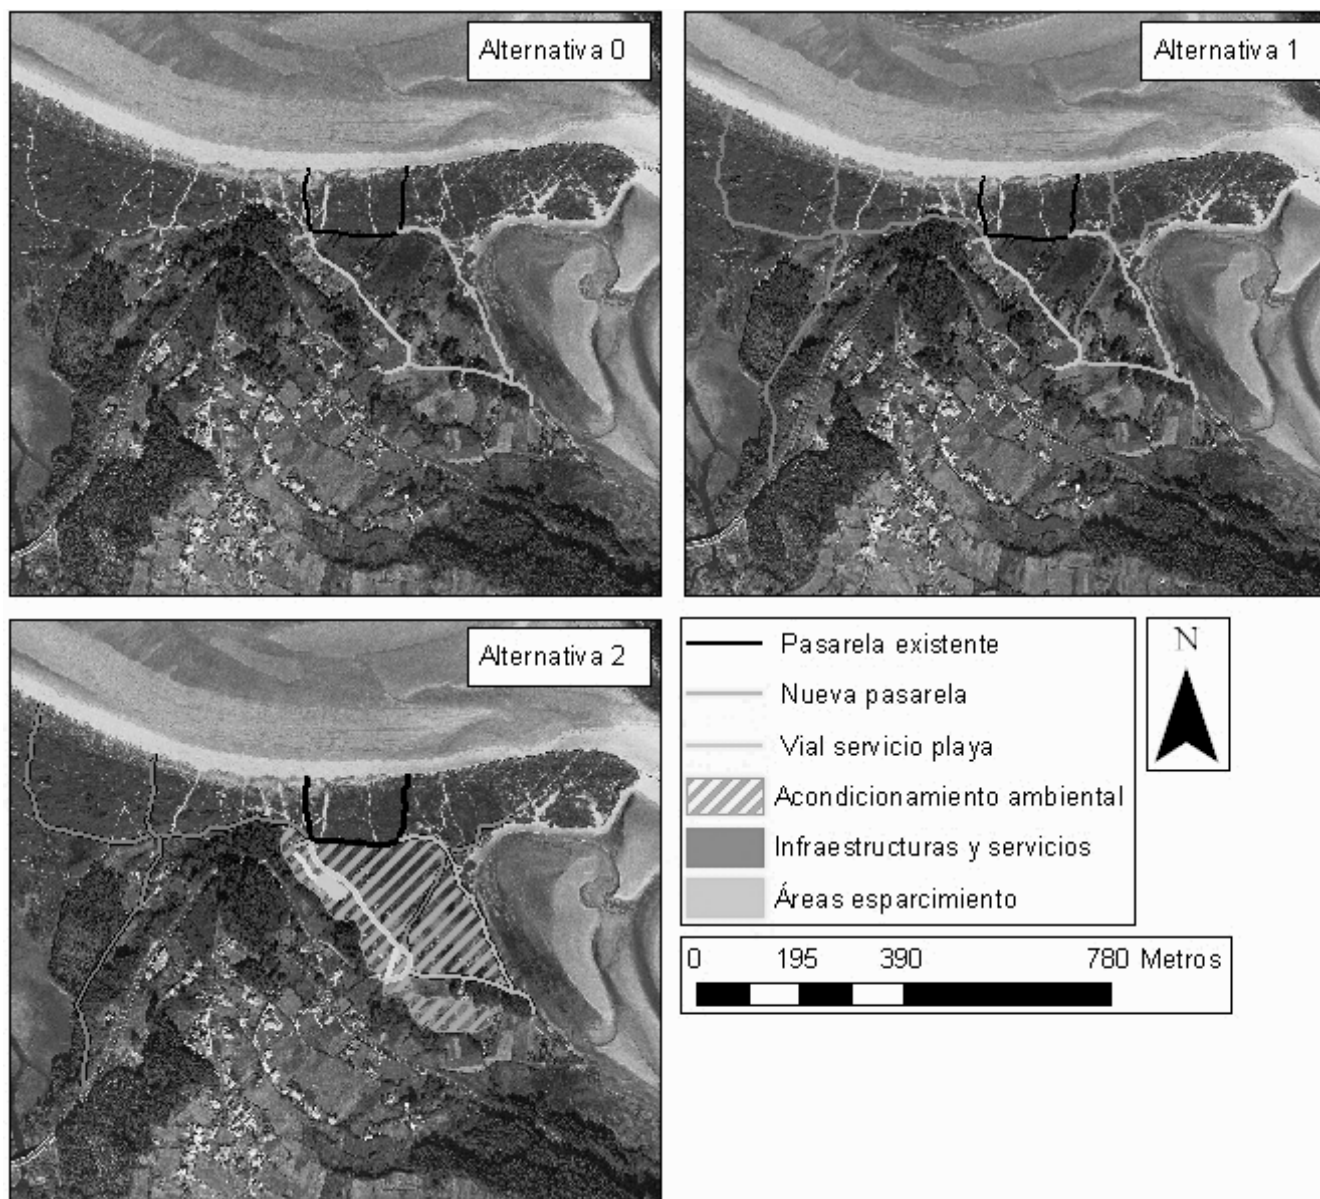 Alternativa 0
Alternativa 1
Alternativa 2
Pasarela existente
Nueva pasarela
Vial servicio playa
Acondicionamiento ambiental
Infraestructuras y servicios
Áreas esparcimiento
N
0 195 390 780 Metros